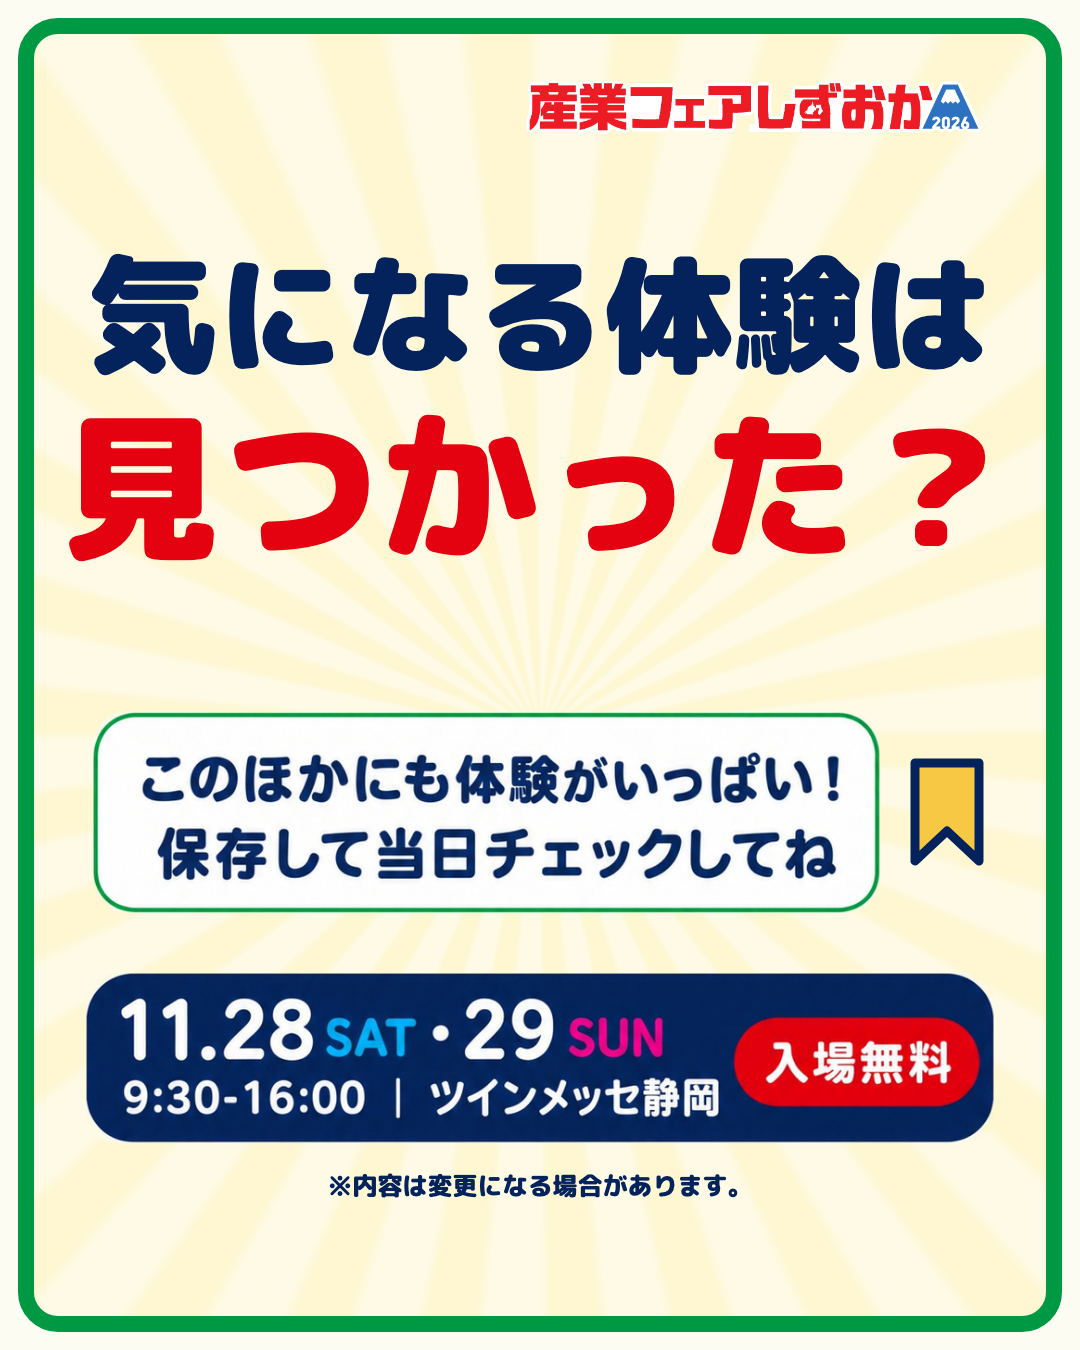 産業フェアしずおか
2026
気になる体験は
見つかった？
このほかにも体験がいっぱい！
保存して当日チェックしてね
11.28 SAT・29 SUN
9:30-16:00｜ツインメッセ静岡
入場無料
※内容は変更になる場合があります。